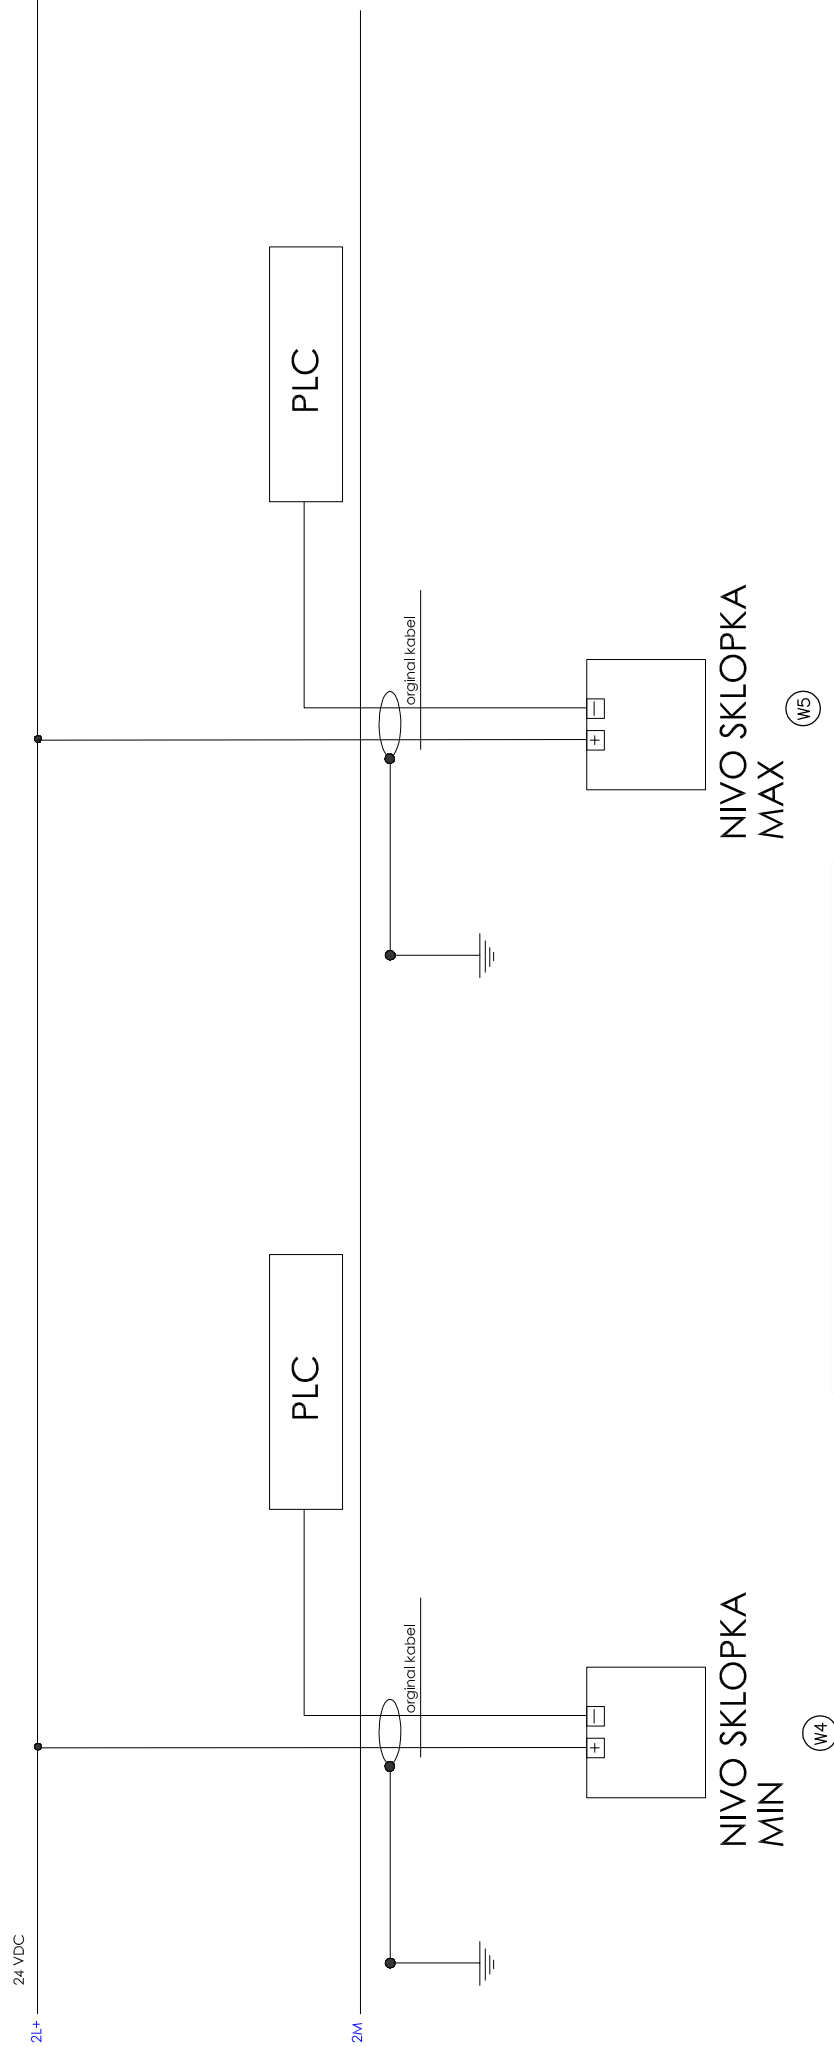 24 VDC
2L+
2M
PLC
orginal kabel
+
−
NIVO SKLOPKA
MIN
W4
PLC
orginal kabel
+
−
NIVO SKLOPKA
MAX
W5